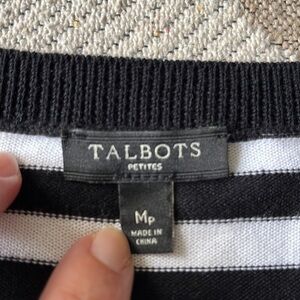 TALBOTS
PETITES
MP
MADE IN
CHINA